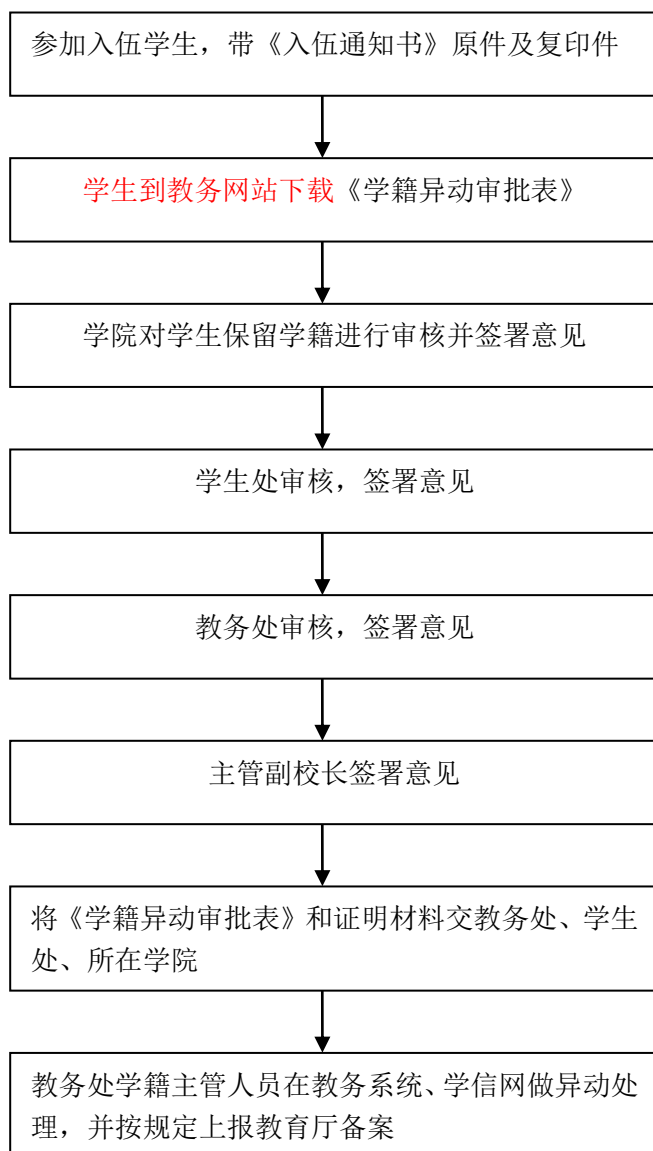 参加入伍学生，带《入伍通知书》原件及复印件
学生到教务网站下载《学籍异动审批表》
学院对学生保留学籍进行审核并签署意见
学生处审核，签署意见
教务处审核，签署意见
主管副校长签署意见
将《学籍异动审批表》和证明材料交教务处、学生
处、所在学院
教务处学籍主管人员在教务系统、学信网做异动处
理，并按规定上报教育厅备案